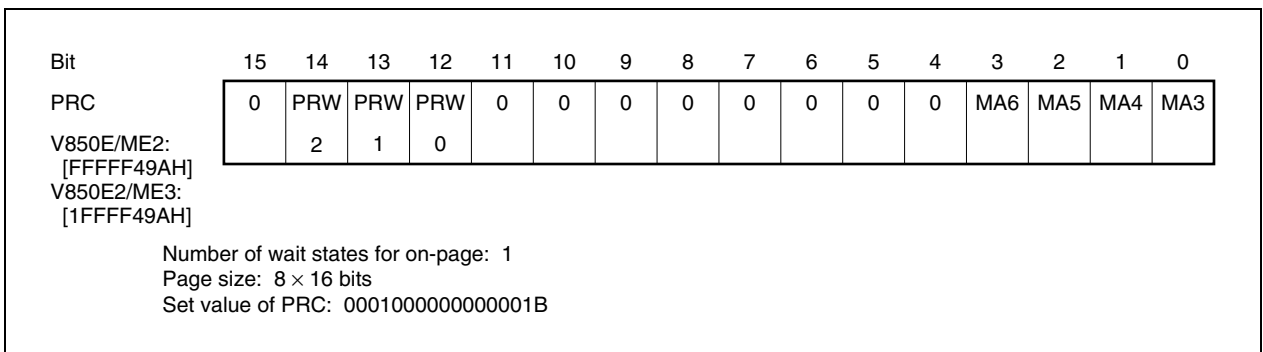 Bit 15 14 13 12 11 10 9 8 7 6 5 4 3 2 1 0
PRC 0 PRW PRW PRW 0 0 0 0 0 0 0 0 MA6 MA5 MA4 MA3
V850E/ME2: 2 1 0
[FFFFF49AH]
V850E2/ME3:
[1FFFF49AH]
Number of wait states for on-page: 1
Page size: 8 × 16 bits
Set value of PRC: 0001000000000001B